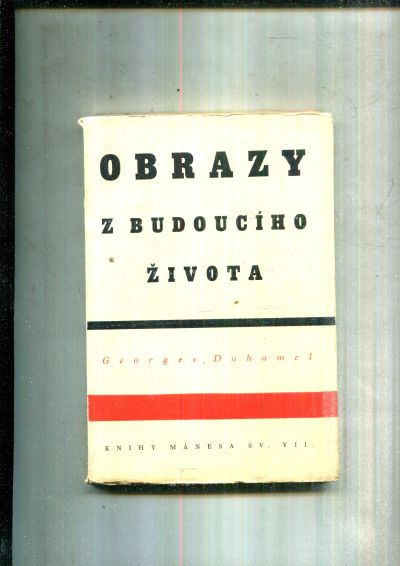 OBRAZY
Z BUDOUCÍHO
ŽIVOTA
Georges Duhamel
KNIHY MÁNESA SV. VII.